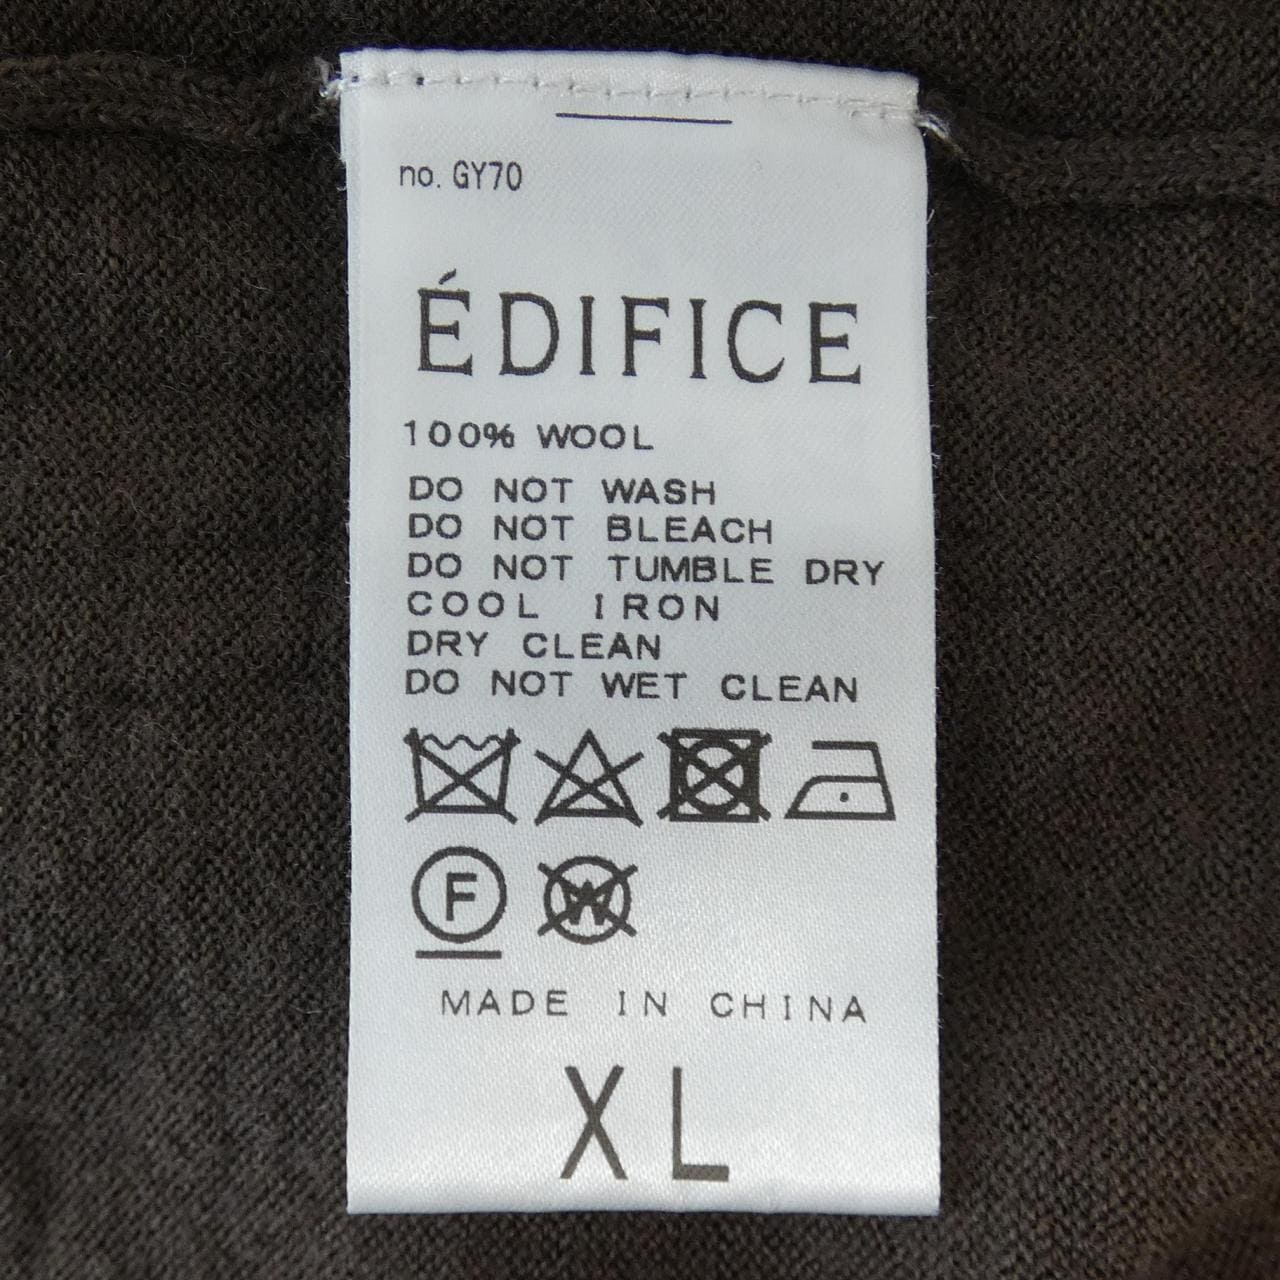 no. GY70
ÉDIFICE
100% WOOL
DO NOT WASH
DO NOT BLEACH
DO NOT TUMBLE DRY
COOL IRON
DRY CLEAN
DO NOT WET CLEAN
F W
MADE IN CHINA
XL